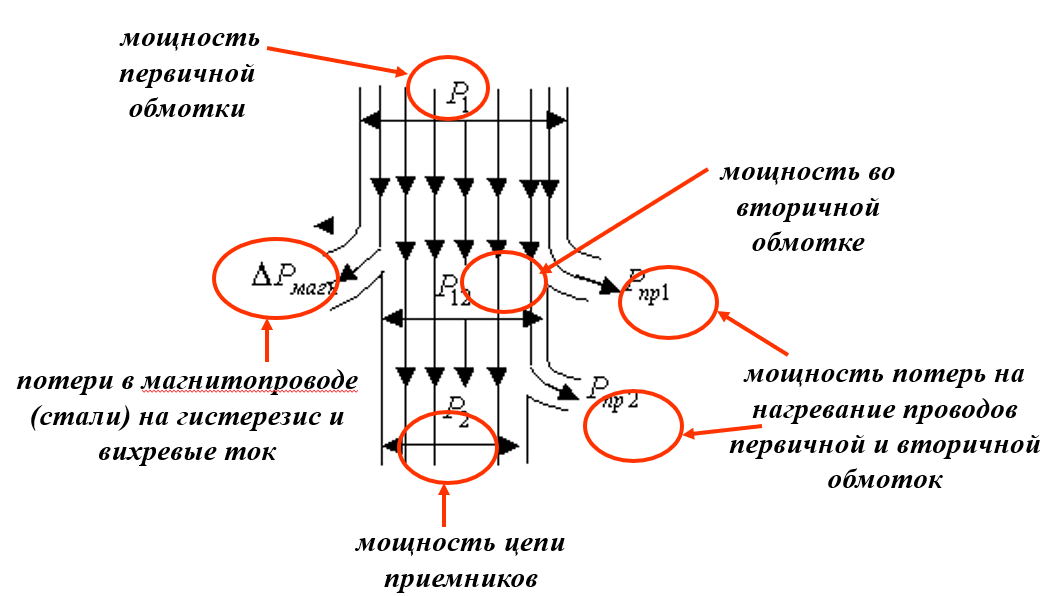 мощность
первичной
обмотки
P1
мощность во
вторичной
обмотке
ΔPмагн
P12
Pпр1
потери в магнитопроводе
(стали) на гистерезис и
вихревые ток
Pпр2
P2
мощность потерь на
нагревание проводов
первичной и вторичной
обмоток
мощность цепи
приемников